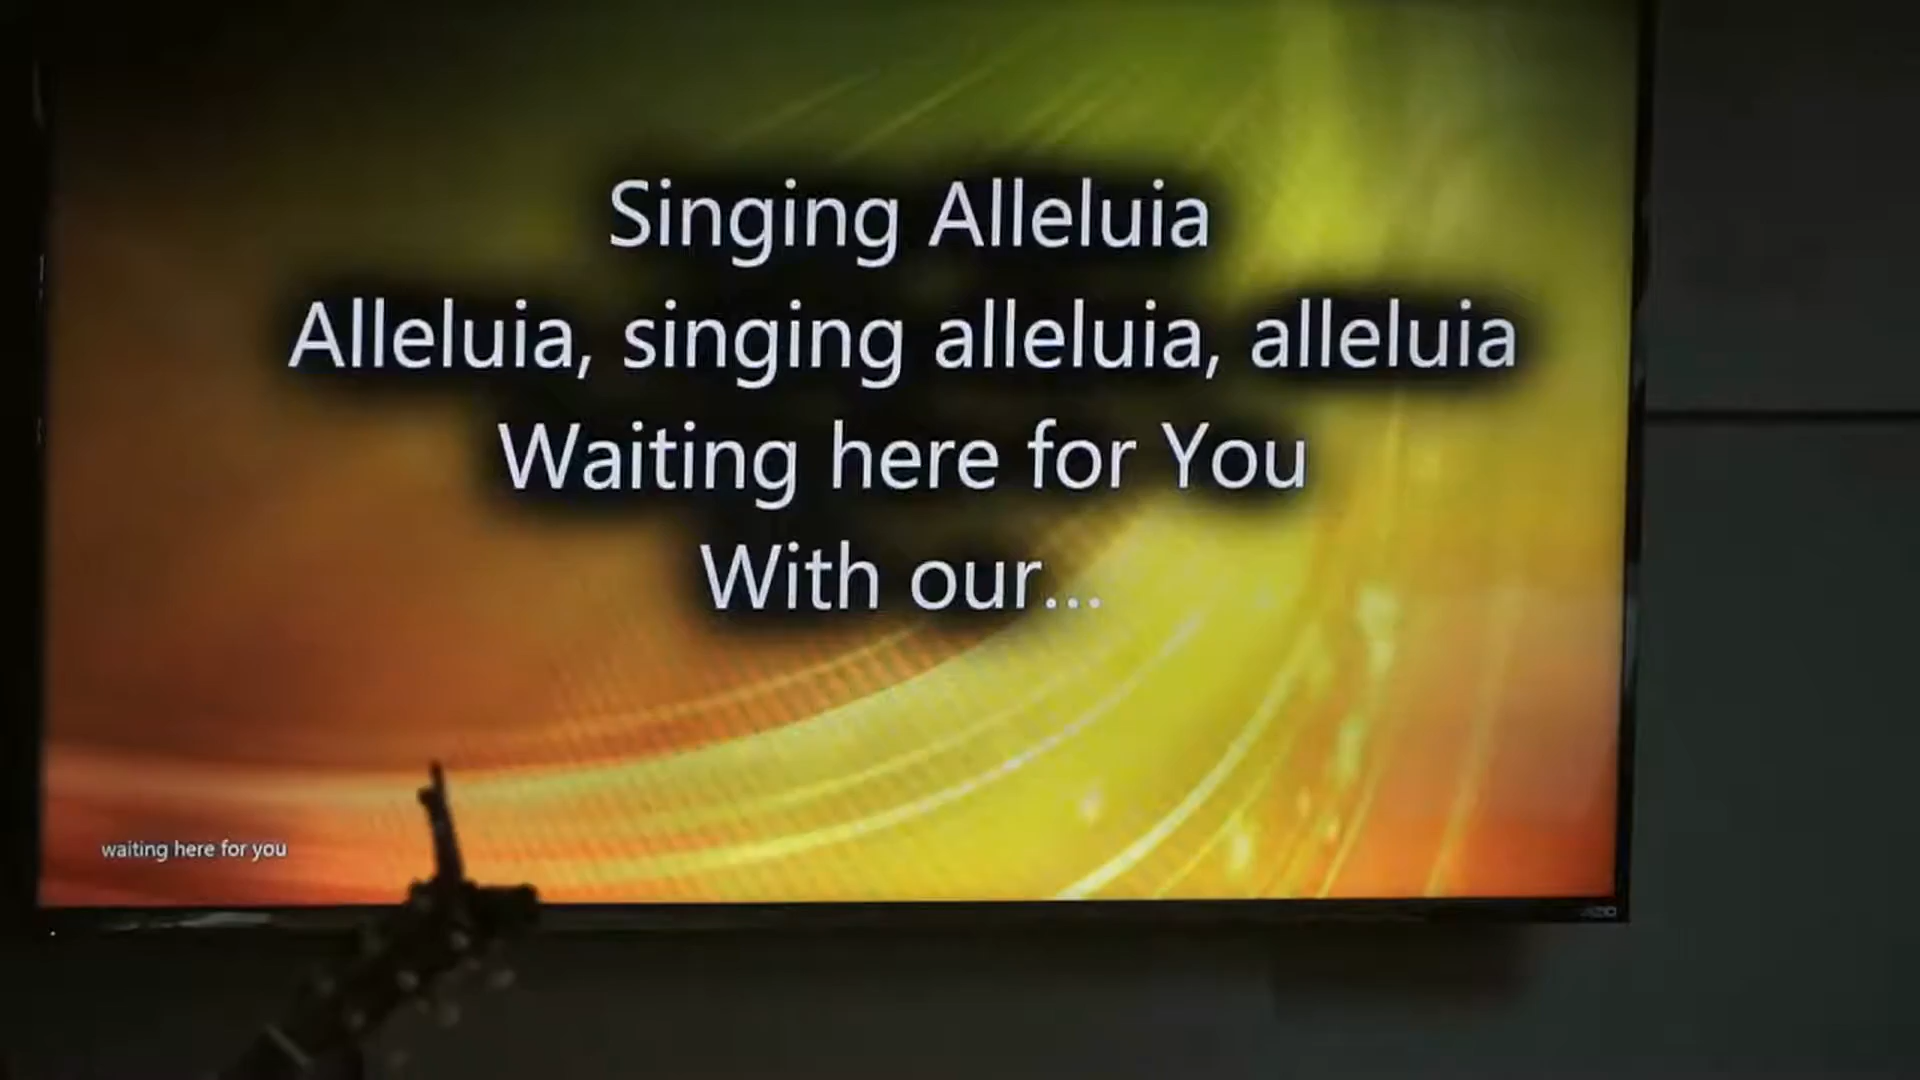 Singing Alleluia
Alleluia, singing alleluia, alleluia
Waiting here for You
With our...
waiting here for you